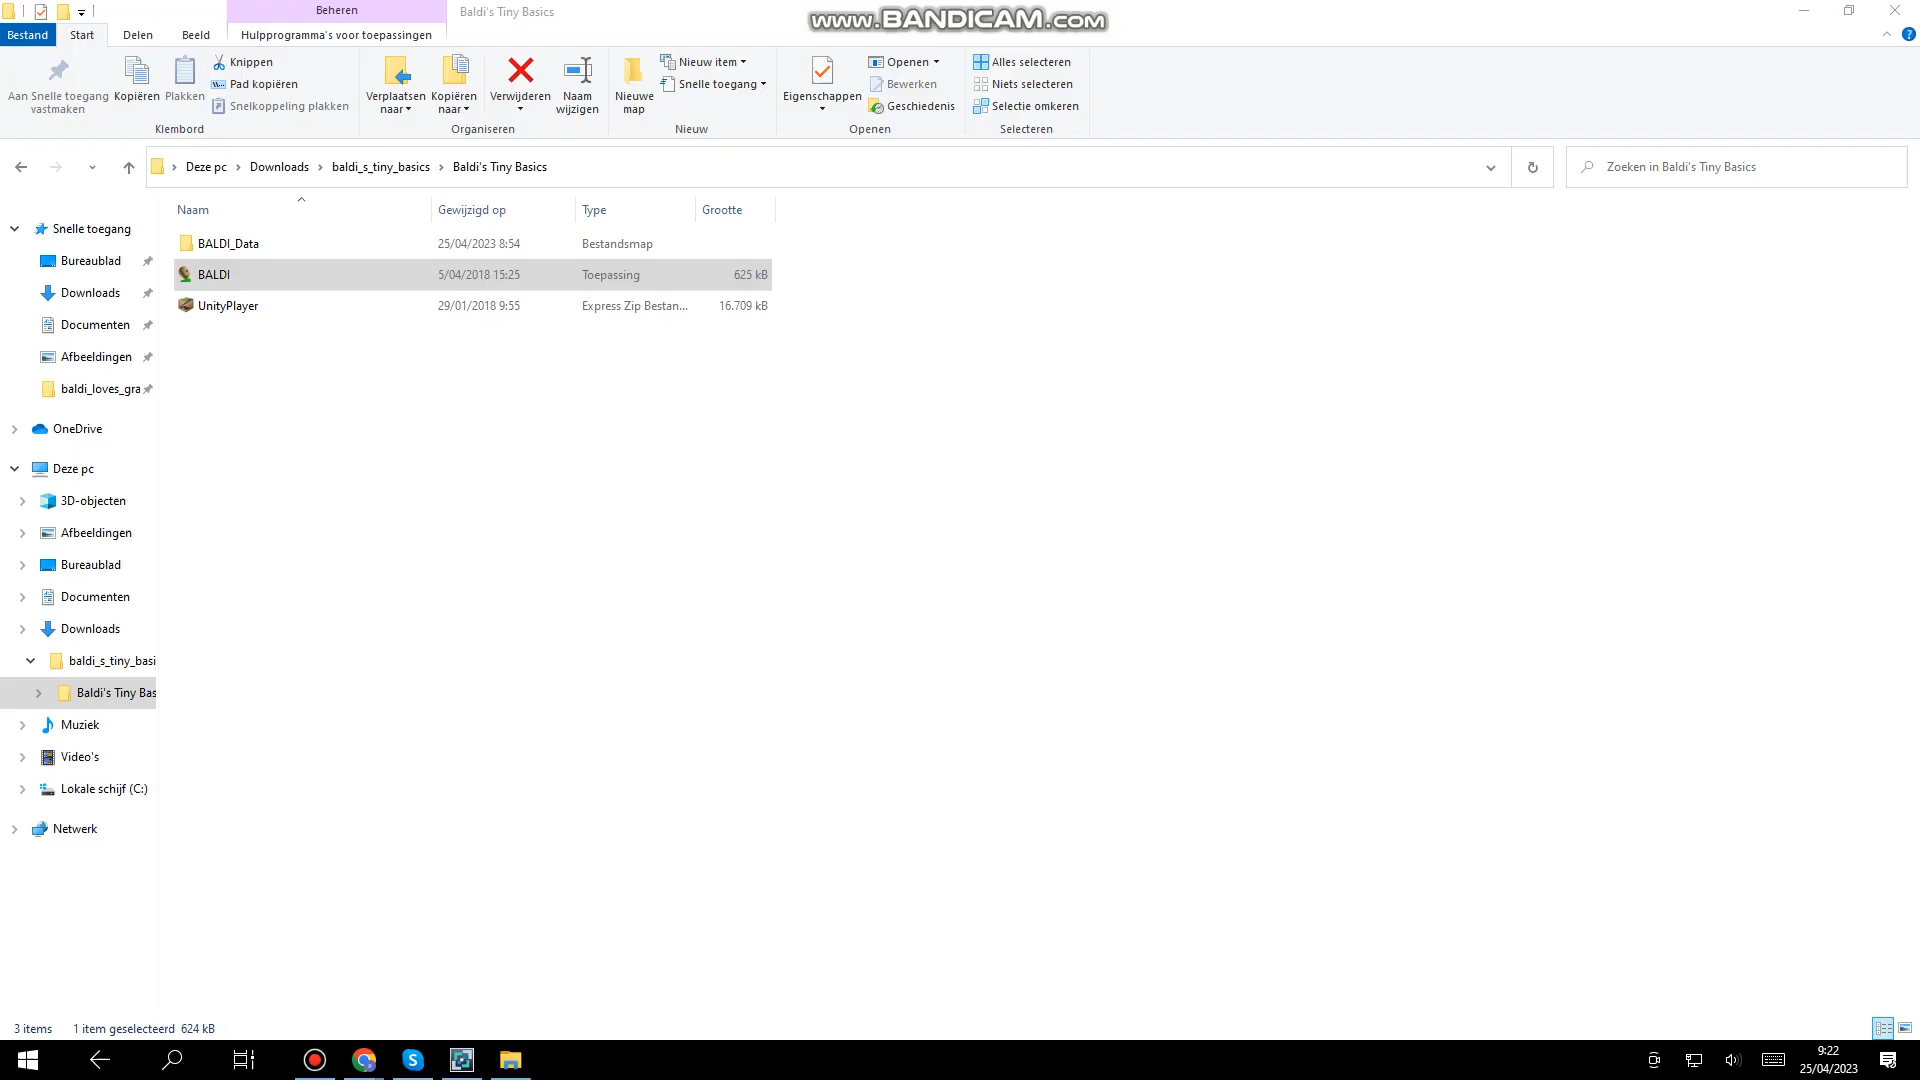 Beheren
Baldi's Tiny Basics
www.BANDICAM.com
Bestand
Start
Delen
Beeld
Hulpprogramma's voor toepassingen
Aan Snelle toegang
vastmaken
Kopiëren
Plakken
Knippen
Pad kopiëren
Snelkoppeling plakken
Klembord
Verplaatsen
naar
Kopiëren
naar
Verwijderen
Naam
wijzigen
Organiseren
Nieuwe
map
Nieuw item
Snelle toegang
Nieuw
Eigenschappen
Openen
Bewerken
Geschiedenis
Openen
Alles selecteren
Niets selecteren
Selectie omkeren
Selecteren
Deze pc
Downloads
baldi_s_tiny_basics
Baldi's Tiny Basics
Zoeken in Baldi's Tiny Basics
Naam
Gewijzigd op
Type
Grootte
BALDI_Data
25/04/2023 8:54
Bestandsmap
BALDI
5/04/2018 15:25
Toepassing
625 kB
UnityPlayer
29/01/2018 9:55
Express Zip Bestan...
16.709 kB
Snelle toegang
Bureaublad
Downloads
Documenten
Afbeeldingen
baldi_loves_gra
OneDrive
Deze pc
3D-objecten
Afbeeldingen
Bureaublad
Documenten
Downloads
baldi_s_tiny_basi
Baldi's Tiny Bas
Muziek
Video's
Lokale schijf (C:)
Netwerk
3 items
1 item geselecteerd 624 kB
9:22
25/04/2023